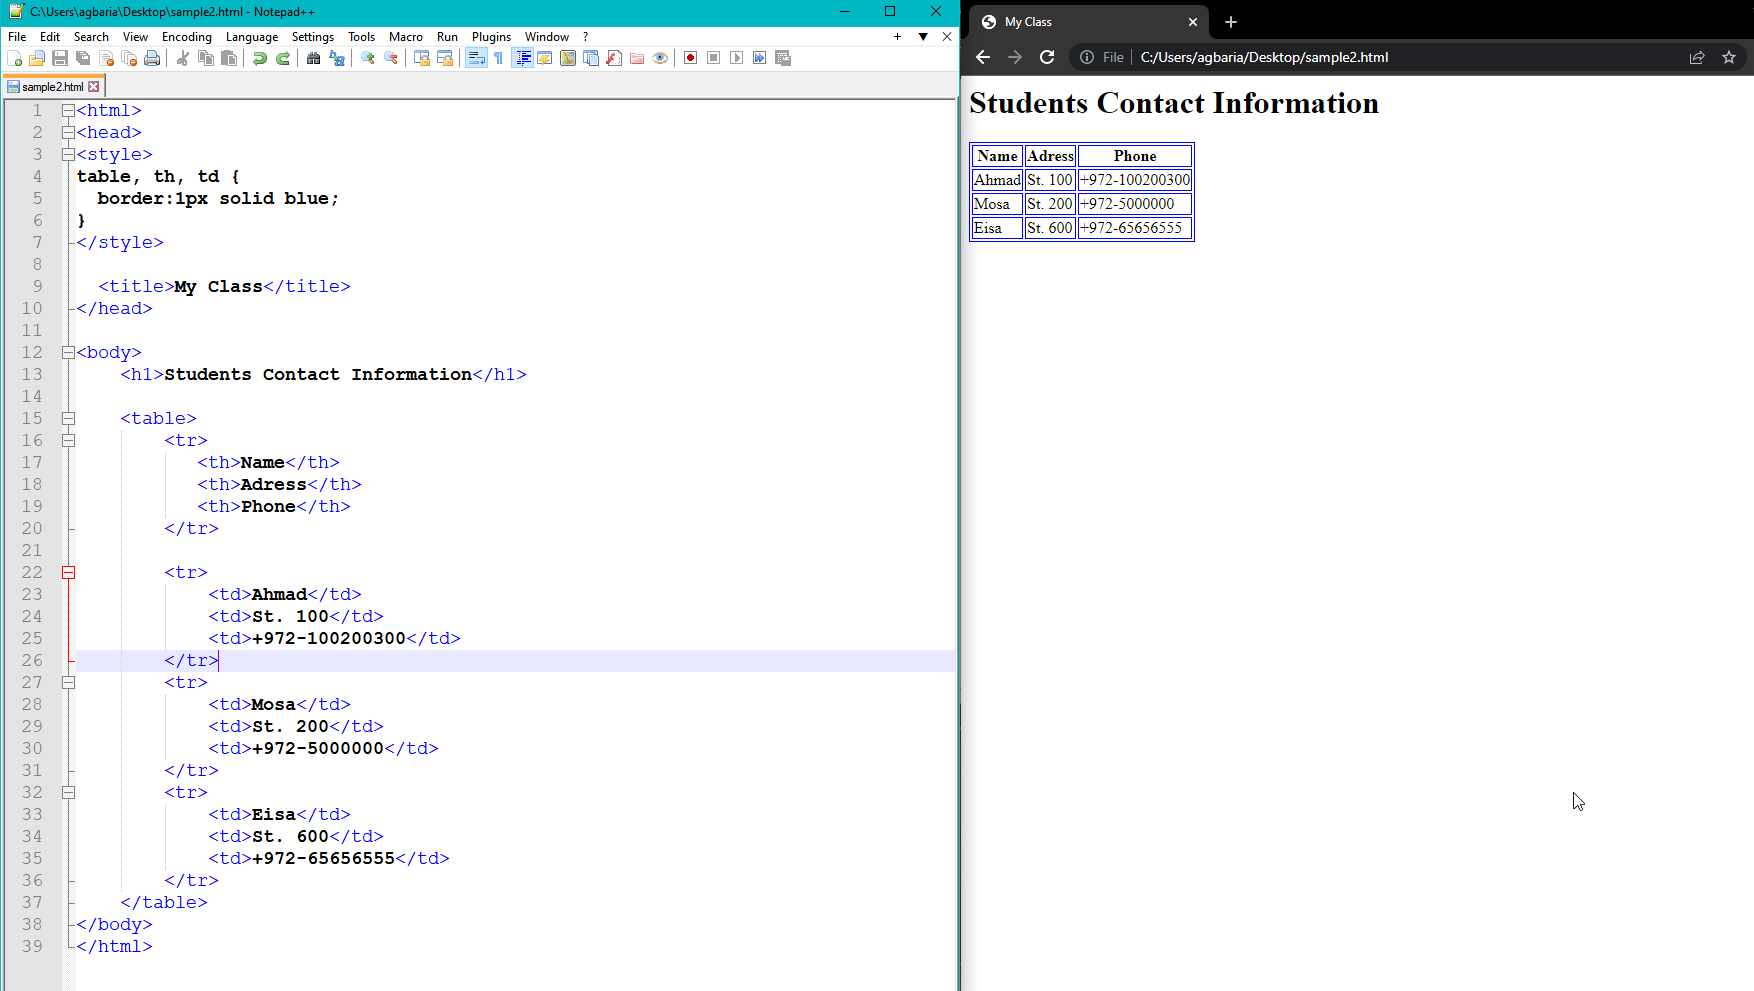 C:\Users\agbaria\Desktop\sample2.html - Notepad++
File Edit Search View Encoding Language Settings Tools Macro Run Plugins Window ?
sample2.html
1 <html>
2 <head>
3 <style>
4 table, th, td {
5 border:1px solid blue;
6 }
7 </style>
8
9 <title>My Class</title>
10 </head>
11
12 <body>
13 <h1>Students Contact Information</h1>
14
15 <table>
16 <tr>
17 <th>Name</th>
18 <th>Adress</th>
19 <th>Phone</th>
20 </tr>
21
22 <tr>
23 <td>Ahmad</td>
24 <td>St. 100</td>
25 <td>+972-100200300</td>
26 </tr>
27 <tr>
28 <td>Mosa</td>
29 <td>St. 200</td>
30 <td>+972-5000000</td>
31 </tr>
32 <tr>
33 <td>Eisa</td>
34 <td>St. 600</td>
35 <td>+972-65656555</td>
36 </tr>
37 </table>
38 </body>
39 </html>
My Class
File C:/Users/agbaria/Desktop/sample2.html
Students Contact Information
Name Adress Phone
Ahmad St. 100 +972-100200300
Mosa St. 200 +972-5000000
Eisa St. 600 +972-65656555